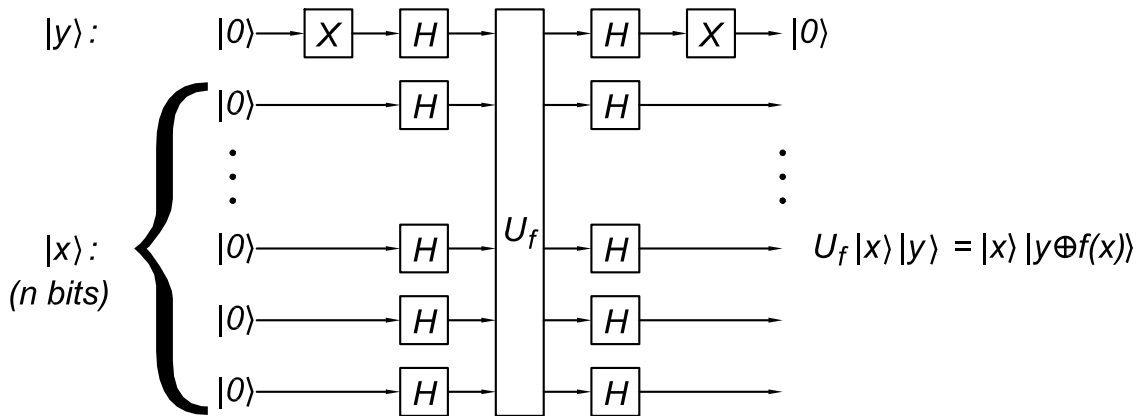 |y⟩ : |0⟩ X H H X |0⟩
|0⟩ H H
|x⟩ : |0⟩ H U_f H U_f |x⟩ |y⟩ = |x⟩ |y⊕f(x)⟩
(n bits)
|0⟩ H H
|0⟩ H H